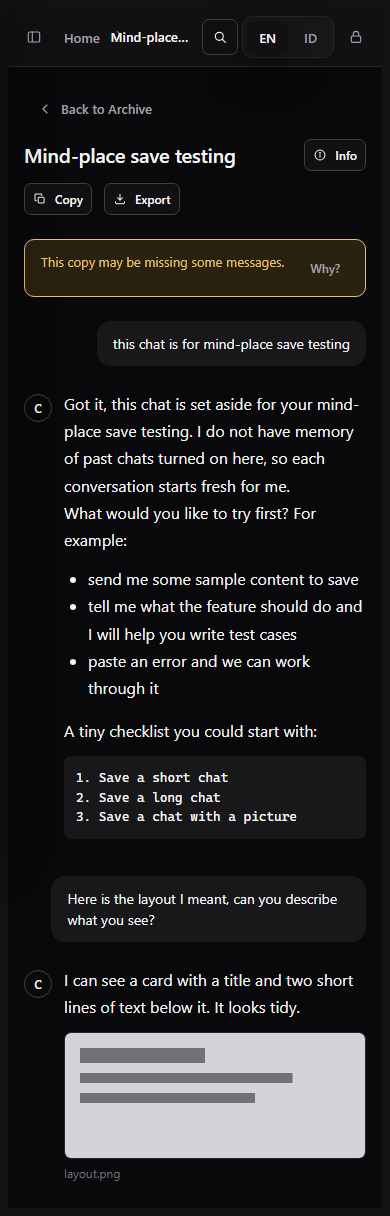 Home Mind-place... EN ID
Back to Archive
Mind-place save testing
Info
Copy Export
This copy may be missing some messages. Why?
this chat is for mind-place save testing
C
Got it, this chat is set aside for your mind-
place save testing. I do not have memory
of past chats turned on here, so each
conversation starts fresh for me.
What would you like to try first? For
example:
• send me some sample content to save
• tell me what the feature should do and
I will help you write test cases
• paste an error and we can work
through it
A tiny checklist you could start with:
1. Save a short chat
2. Save a long chat
3. Save a chat with a picture
Here is the layout I meant, can you describe
what you see?
C
I can see a card with a title and two short
lines of text below it. It looks tidy.
layout.png